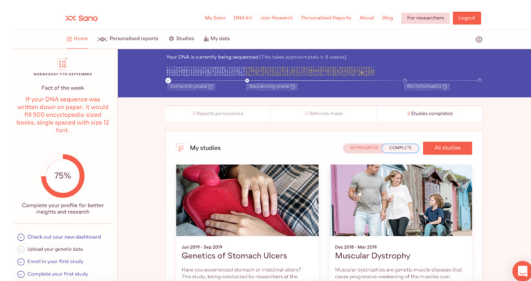 Sano
My Sano
DNA kit
Join Research
Personalised Reports
About
Blog
For researchers
Logout
Home
Personalised reports
Studies
My data
WEDNESDAY 11TH SEPTEMBER
Fact of the week
If your DNA sequence was
written down on paper, it would
fill 500 encyclopedia-sized
books, single spaced with size 12
font.
75%
Complete your profile for better
insights and research
Check out your new dashboard
Upload your genetic data
Enroll in your first study
Complete your first study
Your DNA is currently being sequenced (This takes approximately 6-8 weeks)
Extraction phase
Sequencing phase
Bioinformatics
0 Reports personalised
0 Referrals made
2 Studies completed
My studies
IN-PROGRESS
COMPLETE
All studies
Jun 2019 - Sep 2019
Genetics of Stomach Ulcers
Have you experienced stomach or intestinal ulcers?
This study, being conducted by researchers at the
Dec 2018 - Mar 2019
Muscular Dystrophy
Muscular dystrophies are genetic muscle diseases that
cause progressive weakening of the muscles over